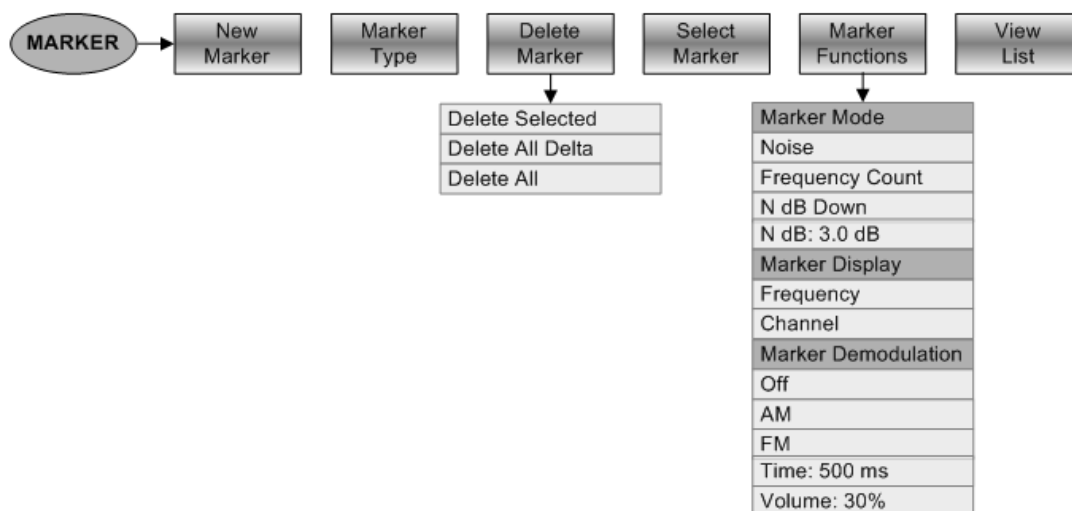 MARKER
New
Marker
Marker
Type
Delete
Marker
Select
Marker
Marker
Functions
View
List
Delete Selected
Delete All Delta
Delete All
Marker Mode
Noise
Frequency Count
N dB Down
N dB: 3.0 dB
Marker Display
Frequency
Channel
Marker Demodulation
Off
AM
FM
Time: 500 ms
Volume: 30%